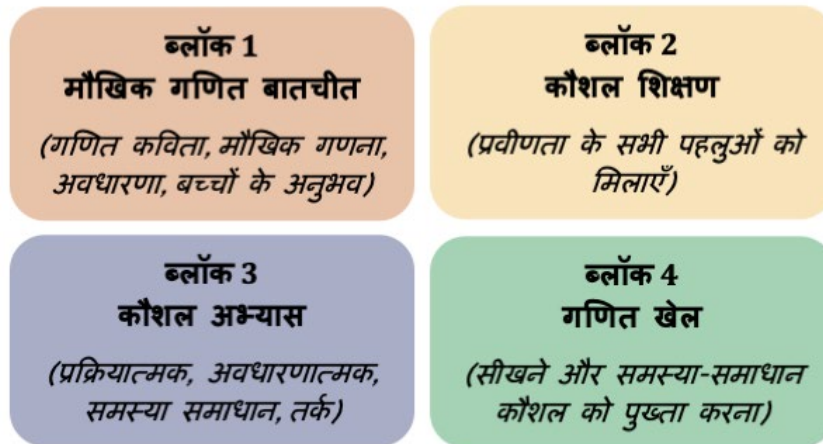 ब्लॉक 1
मौखिक गणित बातचीत
(गणित कविता, मौखिक गणना,
अवधारणा, बच्चों के अनुभव)
ब्लॉक 2
कौशल शिक्षण
(प्रवीणता के सभी पहलुओं को
मिलाएँ)
ब्लॉक 3
कौशल अभ्यास
(प्रक्रियात्मक, अवधारणात्मक,
समस्या समाधान, तर्क)
ब्लॉक 4
गणित खेल
(सीखने और समस्या-समाधान
कौशल को पुख्ता करना)